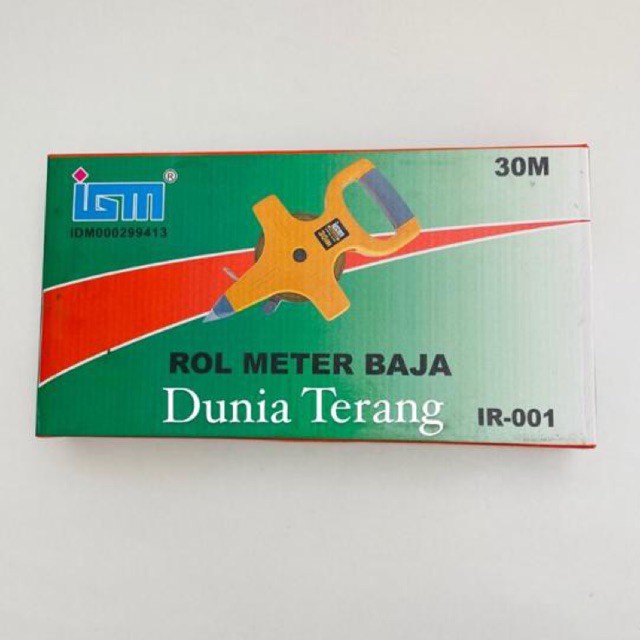 IGM®
30M
IDM000299413
ROL METER BAJA
Dunia Terang
IR-001